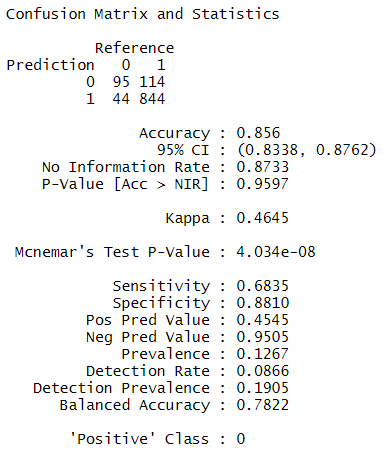 Confusion Matrix and Statistics
Reference
Prediction 0 1
0 95 114
1 44 844
Accuracy : 0.856
95% CI : (0.8338, 0.8762)
No Information Rate : 0.8733
P-Value [Acc > NIR] : 0.9597
Kappa : 0.4645
Mcnemar's Test P-Value : 4.034e-08
Sensitivity : 0.6835
Specificity : 0.8810
Pos Pred Value : 0.4545
Neg Pred Value : 0.9505
Prevalence : 0.1267
Detection Rate : 0.0866
Detection Prevalence : 0.1905
Balanced Accuracy : 0.7822
'Positive' Class : 0